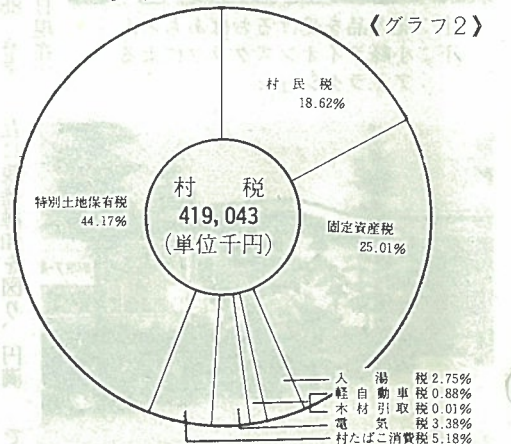 《グラフ2》
村民税
18.62%
村税
419,043
(単位千円)
特別土地保有税
44.17%
固定資産税
25.01%
入湯税2.75%
軽自動車税0.88%
木材引取税0.01%
電気税3.38%
村たばこ消費税5.18%